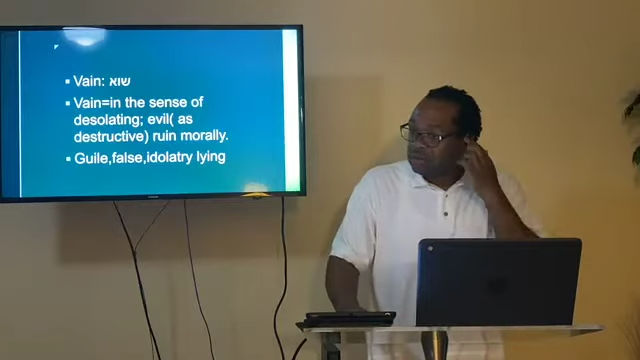 Vain: שוא
Vain=in the sense of
desolating; evil( as
destructive) ruin morally.
Guile,false,idolatry lying